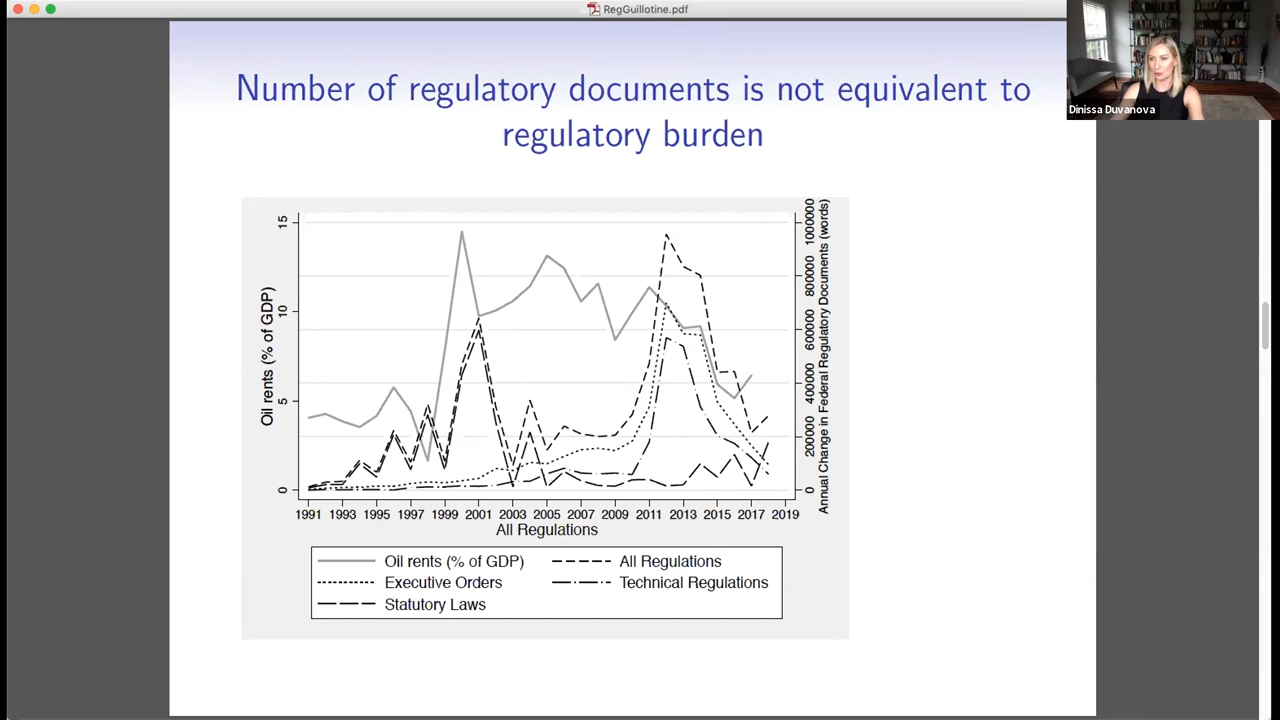 RegGuillotine.pdf
Dinissa Duvanova
Number of regulatory documents is not equivalent to
regulatory burden
Oil rents (% of GDP)
15
10
5
0
Annual Change in Federal Regulatory Documents (words)
1000000
800000
600000
400000
200000
0
1991 1993 1995 1997 1999 2001 2003 2005 2007 2009 2011 2013 2015 2017 2019
All Regulations
Oil rents (% of GDP) All Regulations
Executive Orders Technical Regulations
Statutory Laws